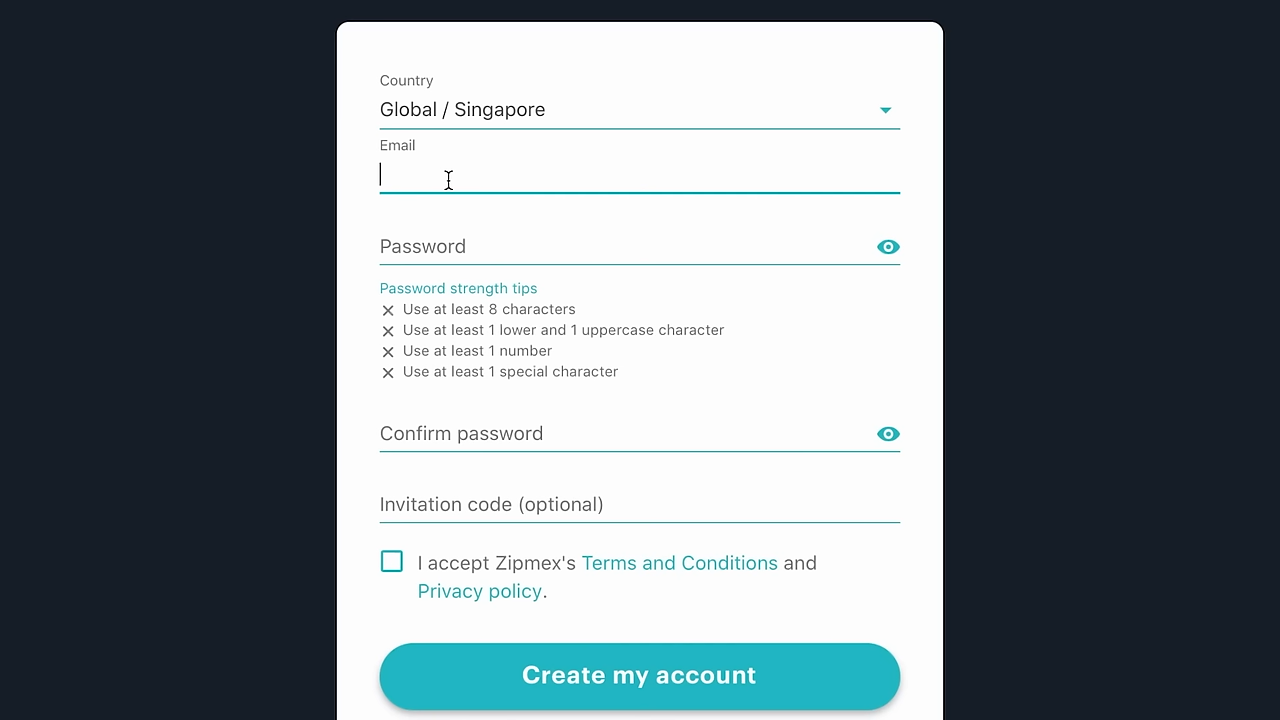 Country
Global / Singapore
Email
Password
Password strength tips
Use at least 8 characters
Use at least 1 lower and 1 uppercase character
Use at least 1 number
Use at least 1 special character
Confirm password
Invitation code (optional)
I accept Zipmex's Terms and Conditions and
Privacy policy.
Create my account